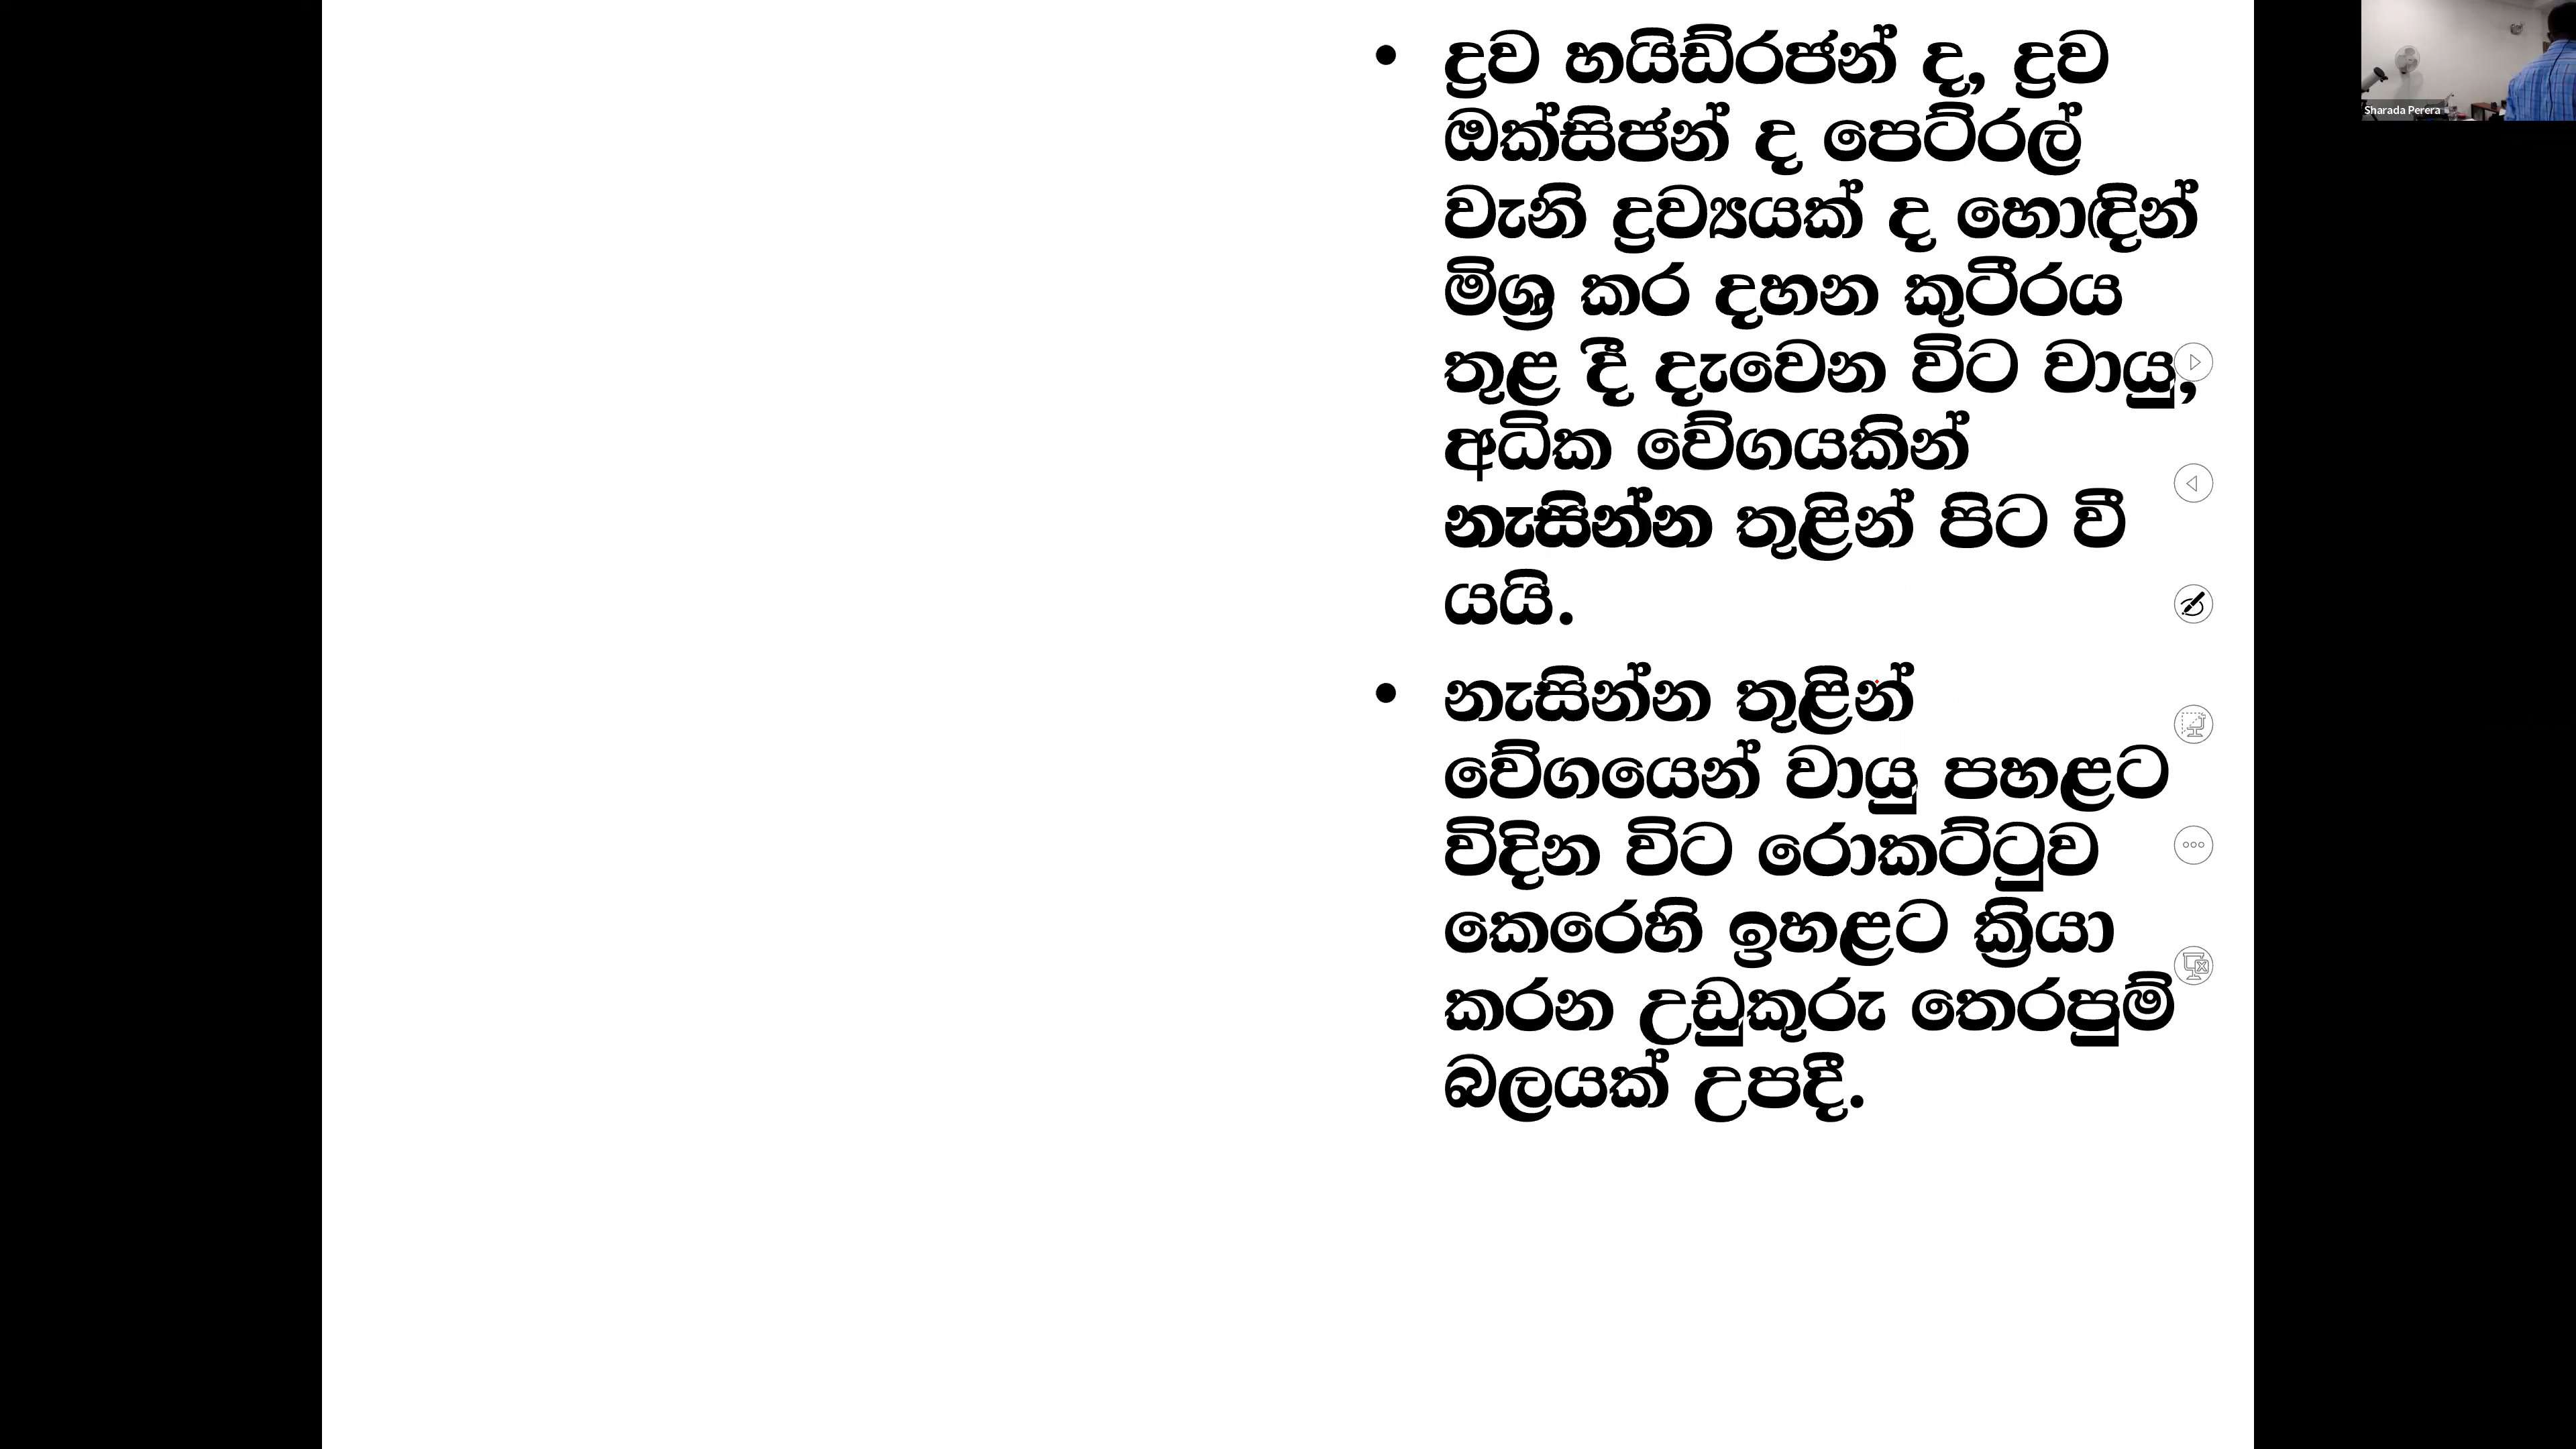 • ද්‍රව හයිඩ්රජන් ද, ද්‍රව
ඔක්සිජන් ද පෙට්රල්
වැනි ද්‍රව්‍යයක් ද හොඳින්
මිශ්‍ර කර දහන කුටීරය
තුළ දී දැවෙන විට වායු,
අධික වේගයකින්
නැසින්න තුළින් පිට වී
යයි.
• නැසින්න තුළින්
වේගයෙන් වායු පහළට
විදින විට රොකට්ටුව
කෙරෙහි ඉහළට ක්‍රියා
කරන උඩුකුරු තෙරපුම්
බලයක් උපදී.
Sharada Perera